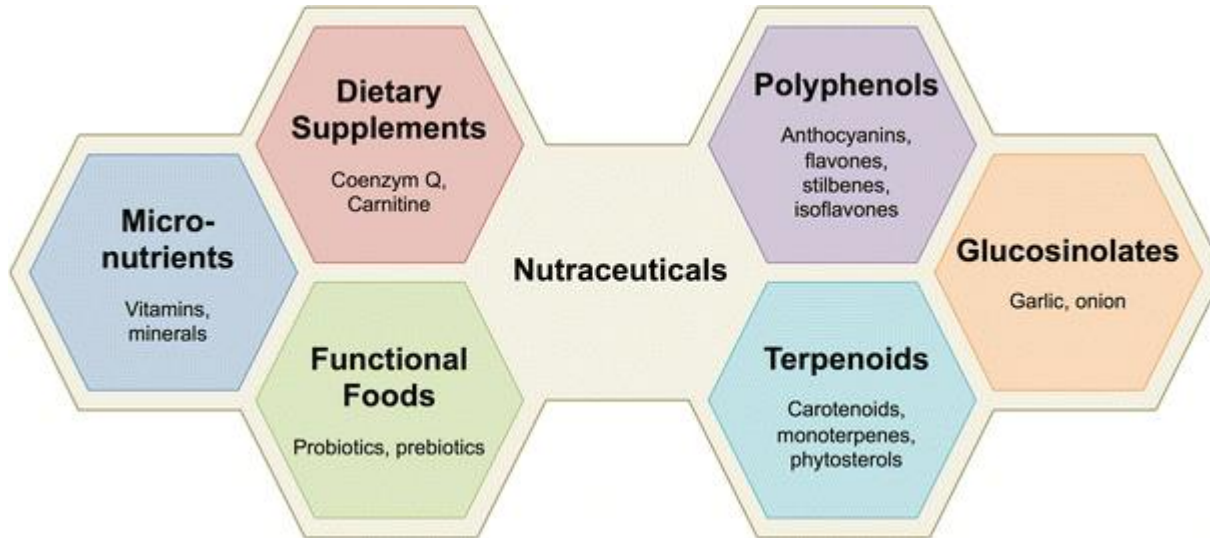 Dietary
Supplements
Coenzym Q,
Carnitine
Polyphenols
Anthocyanins,
flavones,
stilbenes,
isoflavones
Micro-
nutrients
Vitamins,
minerals
Nutraceuticals
Glucosinolates
Garlic, onion
Functional
Foods
Probiotics, prebiotics
Terpenoids
Carotenoids,
monoterpenes,
phytosterols